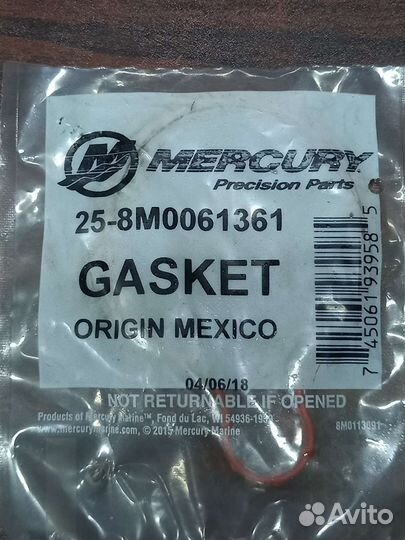 MERCURY
Precision Parts
25-8M0061361
GASKET
ORIGIN MEXICO
04/06/18
7 45061 93958 5
NOT RETURNABLE IF OPENED
Products of Mercury Marine™, Fond du Lac, WI 54936-1939
www.mercurymarine.com, © 2015 Mercury Marine
8M0113091
Avito